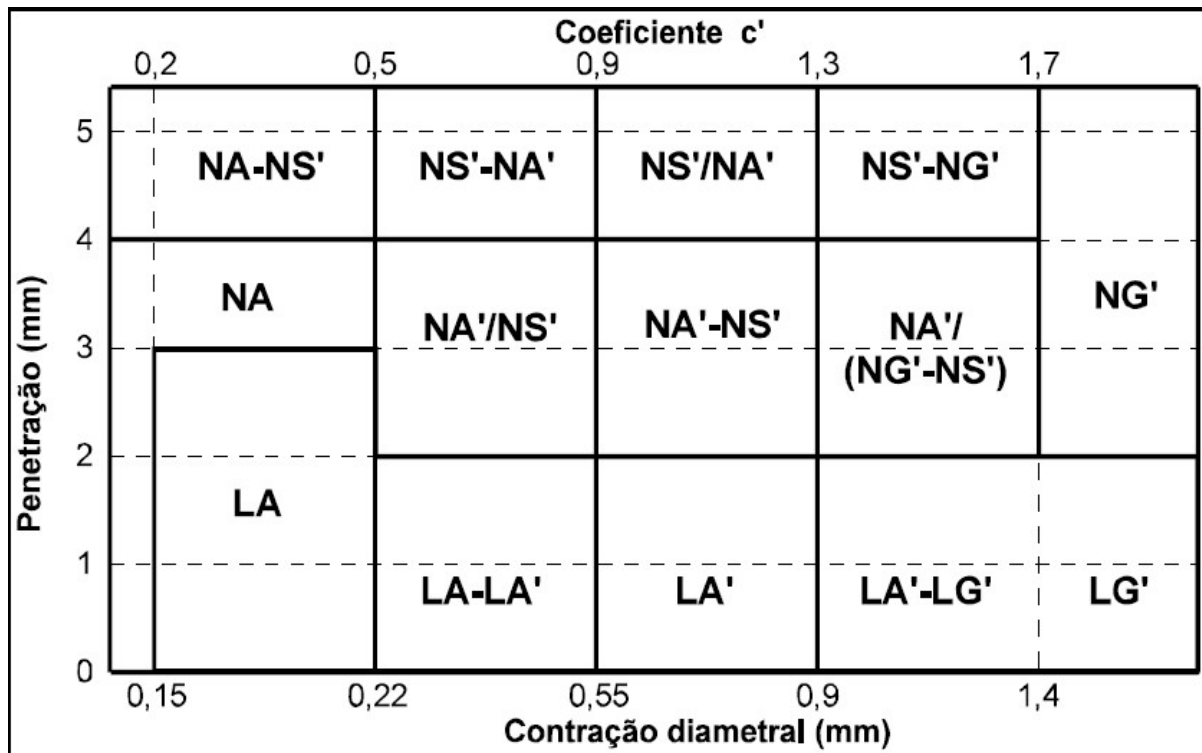 Coeficiente c'
0,2 0,5 0,9 1,3 1,7
5
NA-NS' NS'-NA' NS'/NA' NS'-NG'
4
NA NA'/NS' NA'-NS' NA'/ NG'
3
(NG'-NS')
2
LA
1
LA-LA' LA' LA'-LG' LG'
0
Penetração (mm)
0,15 0,22 0,55 0,9 1,4
Contração diametral (mm)